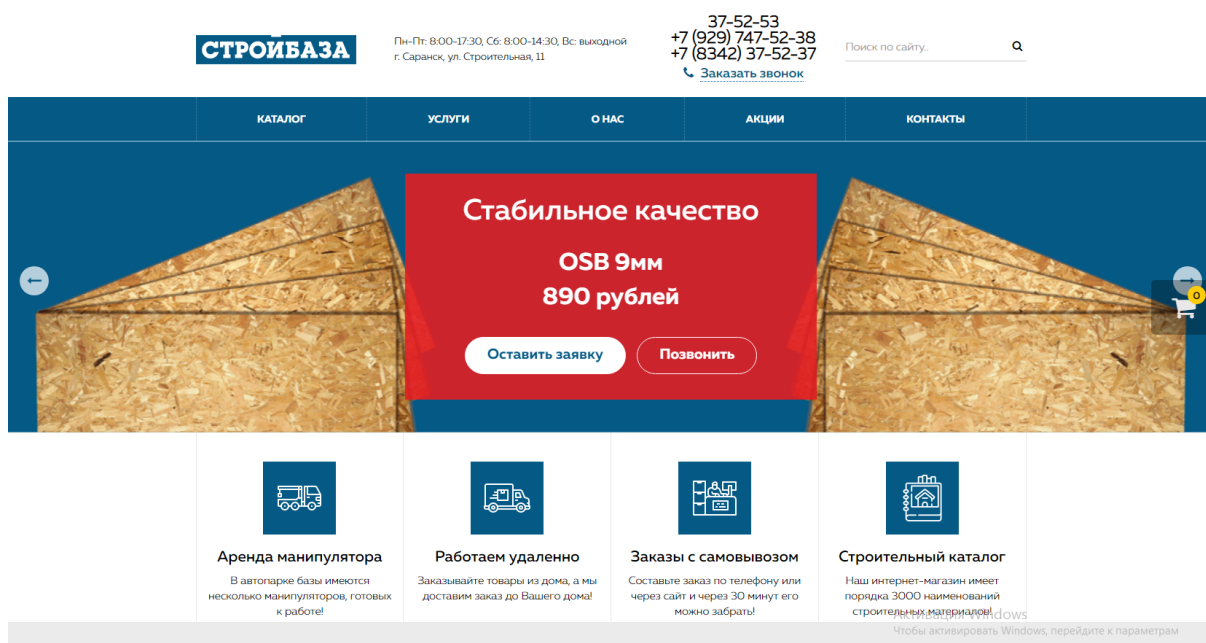 СТРОЙБАЗА
Пн-Пт: 8:00-17:30, Сб: 8:00-14:30, Вс: выходной
г. Саранск, ул. Строительная, 11
37-52-53
+7 (929) 747-52-38
+7 (8342) 37-52-37
Заказать звонок
Поиск по сайту..
КАТАЛОГ
УСЛУГИ
О НАС
АКЦИИ
КОНТАКТЫ
Стабильное качество
OSB 9мм
890 рублей
Оставить заявку
Позвонить
0
Аренда манипулятора
В автопарке базы имеются
несколько манипуляторов, готовых
к работе!
Работаем удаленно
Заказывайте товары из дома, а мы
доставим заказ до Вашего дома!
Заказы с самовывозом
Составьте заказ по телефону или
через сайт и через 30 минут его
можно забрать!
Строительный каталог
Наш интернет-магазин имеет
порядка 3000 наименований
строительных материалов!
Активация Windows
Чтобы активировать Windows, перейдите к параметрам